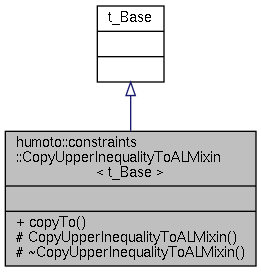 t_Base
humoto::constraints
::CopyUpperInequalityToALMixin
< t_Base >
+ copyTo()
# CopyUpperInequalityToALMixin()
# ~CopyUpperInequalityToALMixin()